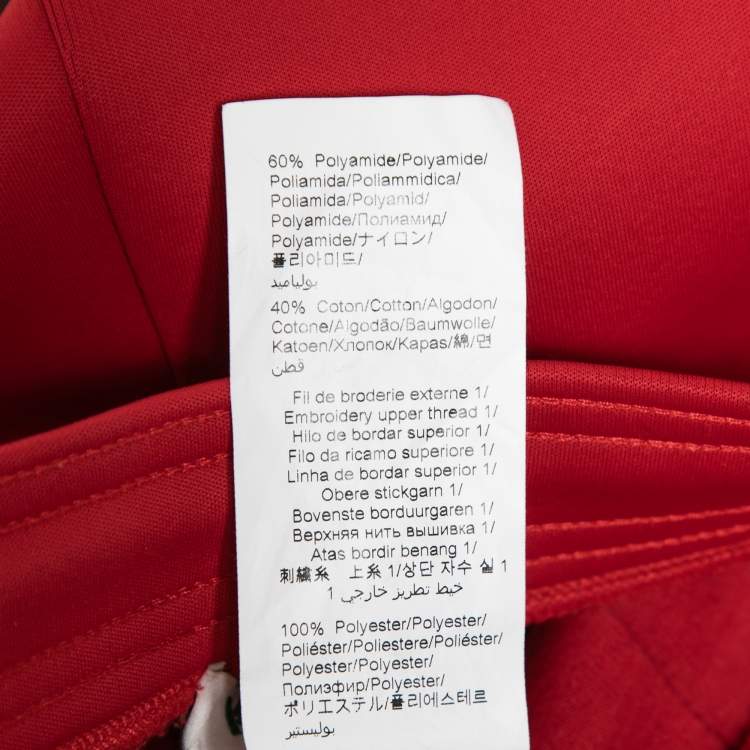 60% Polyamide/Polyamide/
Poliamida/Poliammidica/
Poliamida/Polyamid/
Polyamide/Полиамид/
Polyamide/ナイロン/
폴리아미드/
بولياميد
40% Coton/Cotton/Algodon/
Cotone/Algodão/Baumwolle/
Katoen/Хлопок/Kapas/綿/면
قطن
Fil de broderie externe 1/
Embroidery upper thread 1/
Hilo de bordar superior 1/
Filo da ricamo superiore 1/
Linha de bordar superior 1/
Obere stickgarn 1/
Bovenste borduurgaren 1/
Верхняя нить вышивка 1/
Atas bordir benang 1/
刺繍糸 上糸 1/상단 자수 실 1
خيط تطريز خارجي 1
100% Polyester/Polyester/
Poliéster/Poliestere/Poliéster/
Polyester/Polyester/
Полиэфир/Polyester/
ポリエステル/폴리에스테르
بوليستير